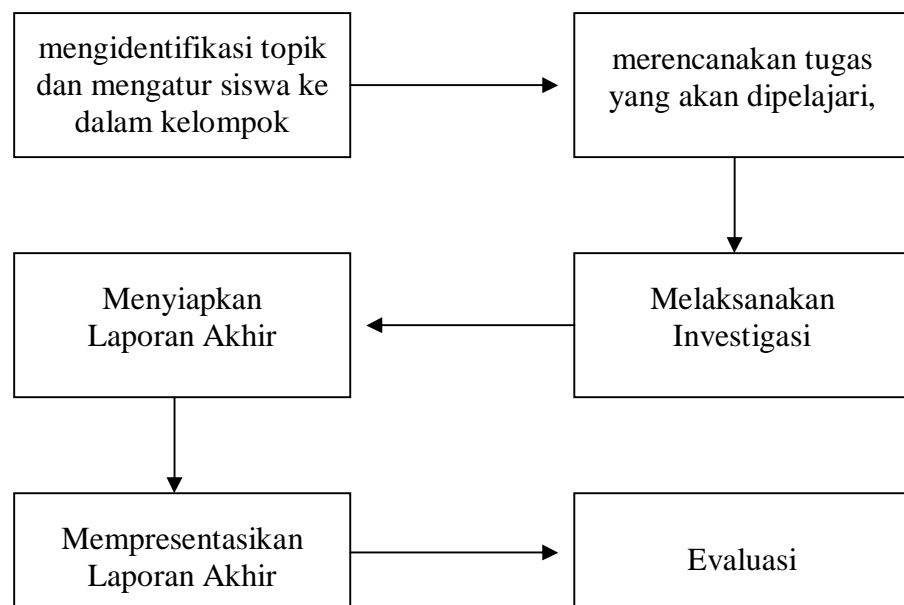 mengidentifikasi topik
dan mengatur siswa ke
dalam kelompok
merencanakan tugas
yang akan dipelajari,
Melaksanakan
Investigasi
Menyiapkan
Laporan Akhir
Mempresentasikan
Laporan Akhir
Evaluasi